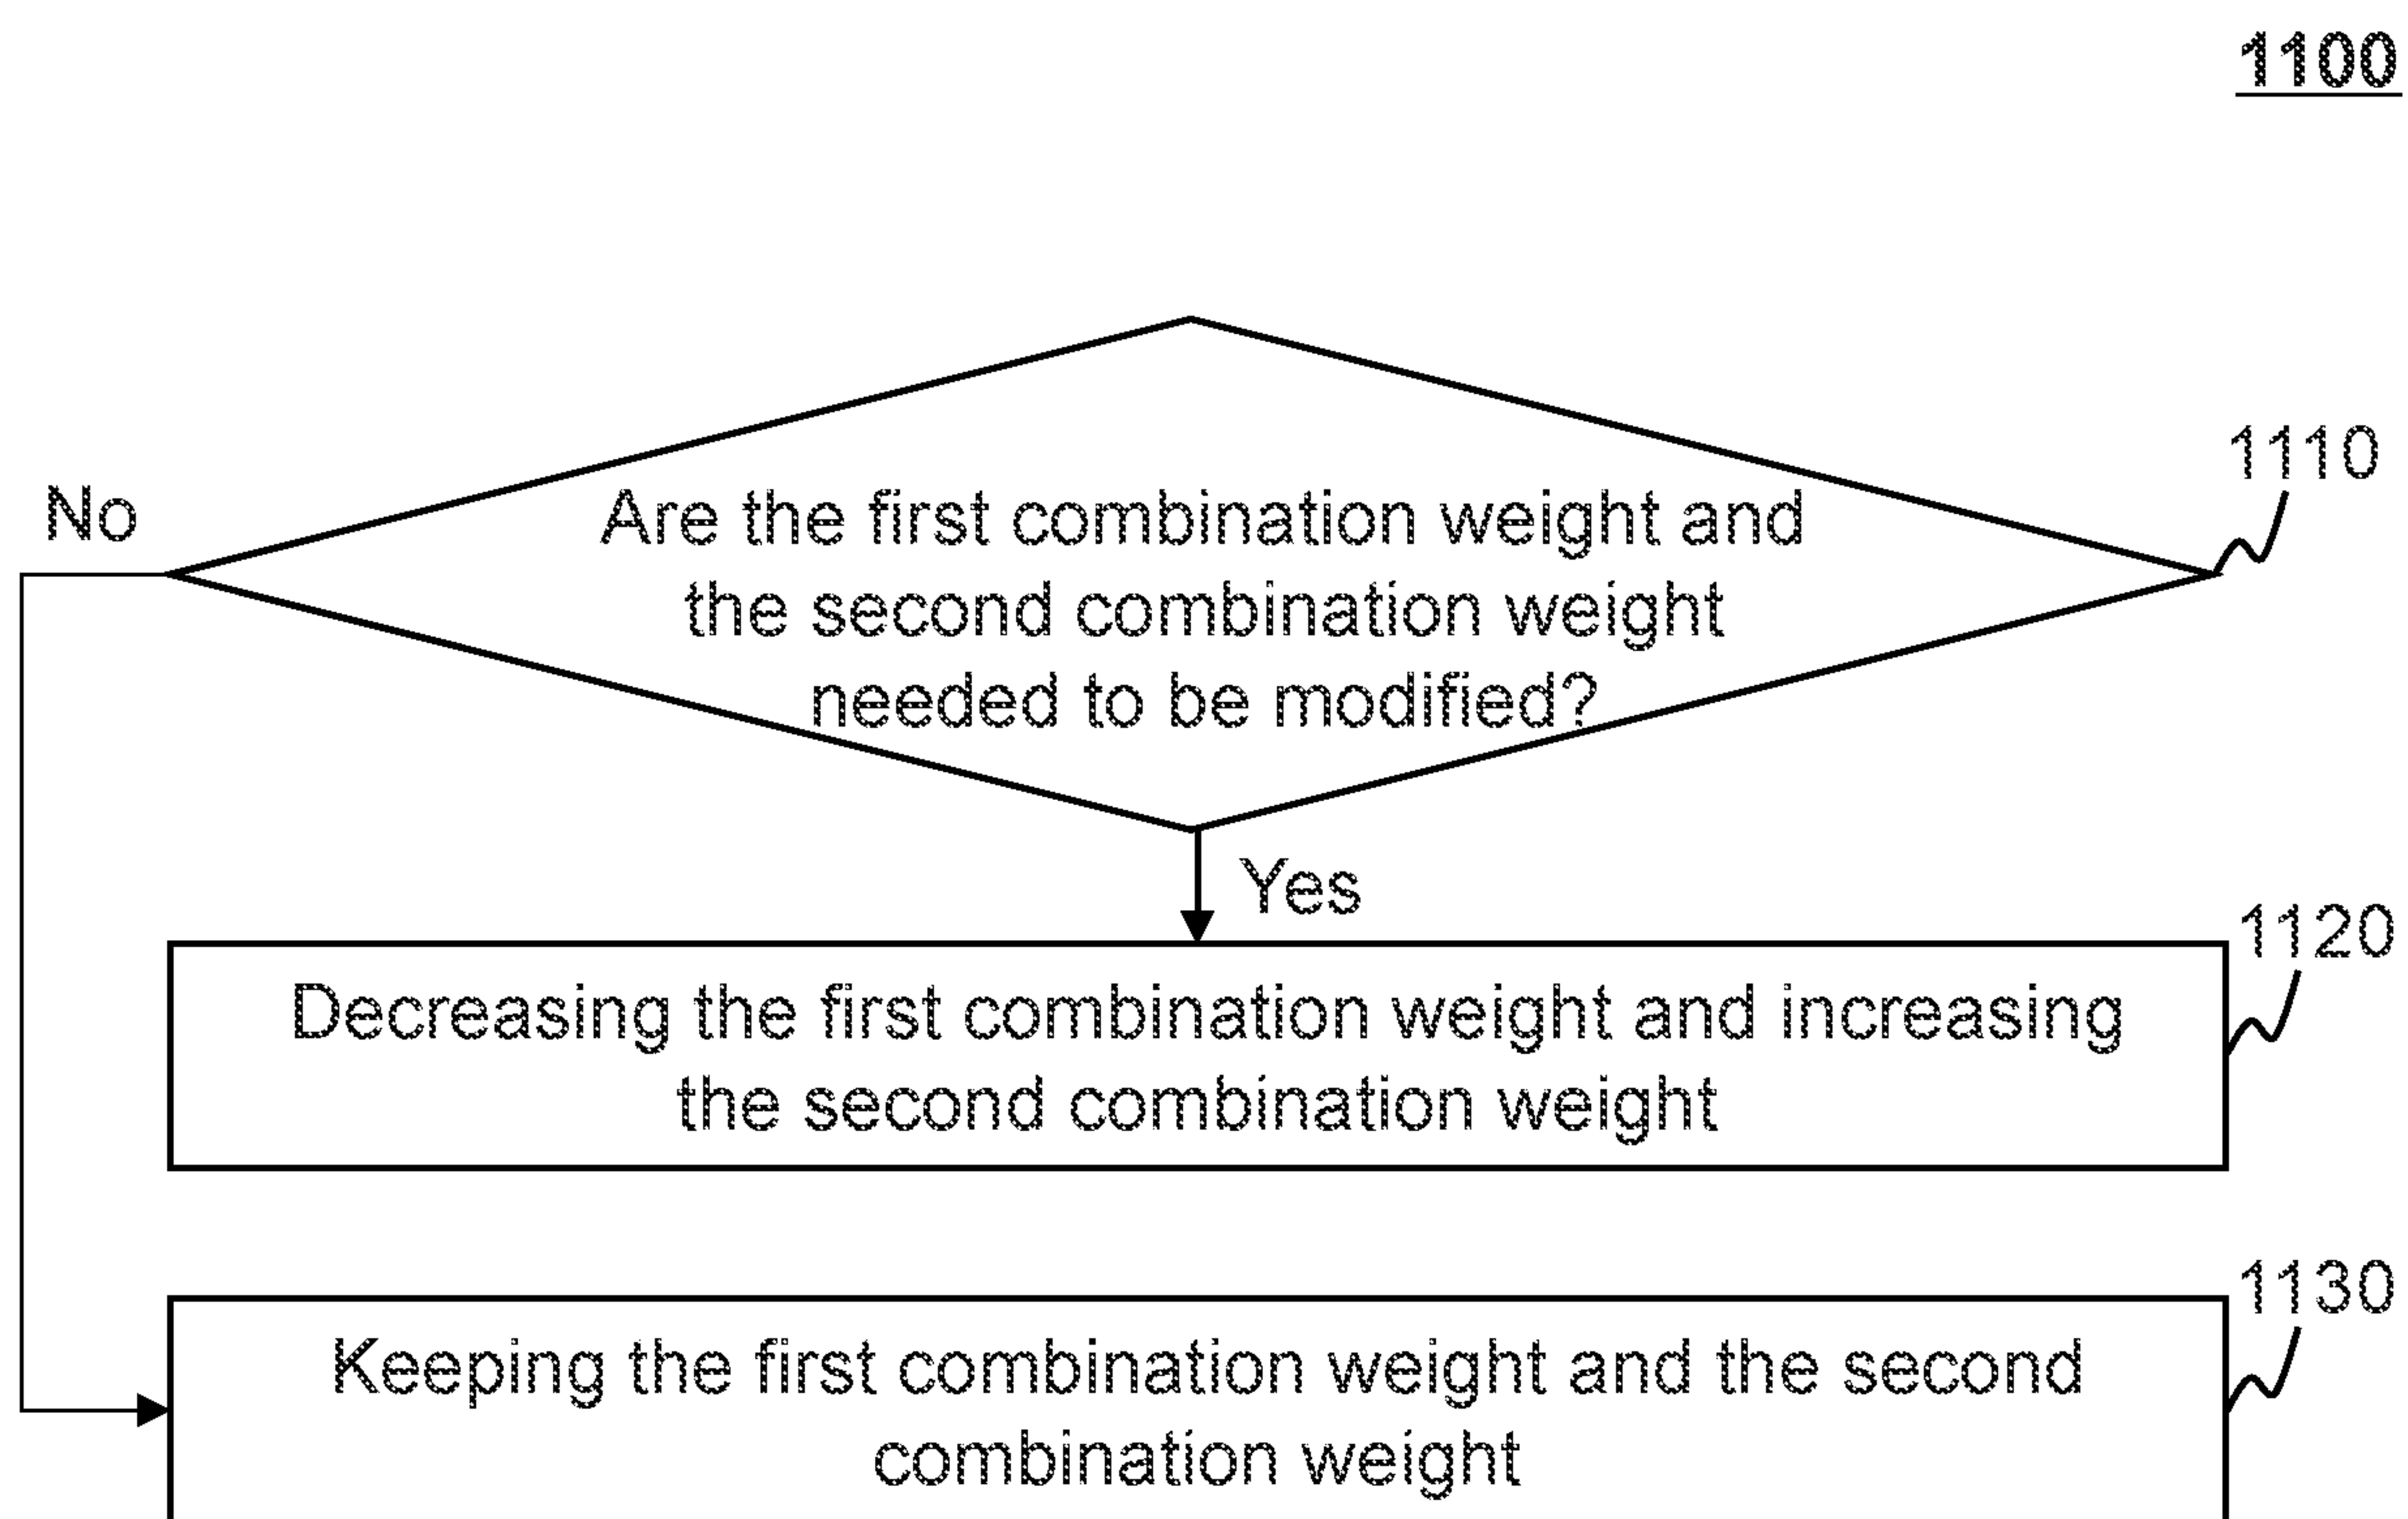 1100
No
Are the first combination weight and
the second combination weight
needed to be modified?
1110
Yes
1120
Decreasing the first combination weight and increasing
the second combination weight
1130
Keeping the first combination weight and the second
combination weight